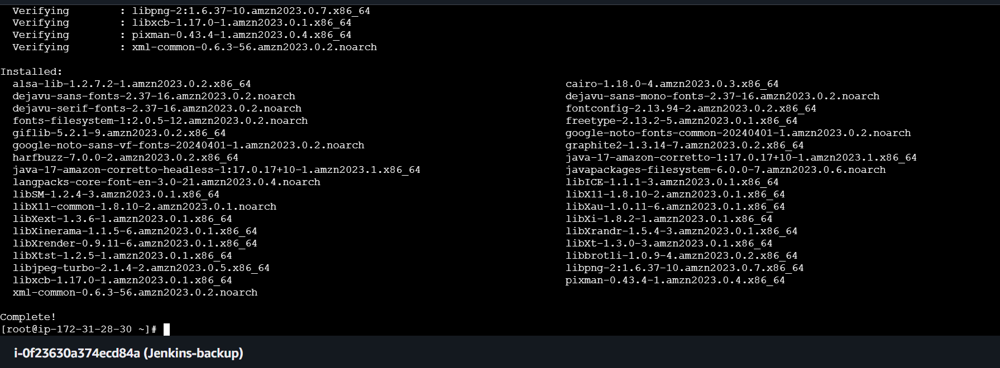 Verifying        : libpng-2:1.6.37-10.amzn2023.0.7.x86_64
Verifying        : libxcb-1.17.0-1.amzn2023.0.1.x86_64
Verifying        : pixman-0.43.4-1.amzn2023.0.4.x86_64
Verifying        : xml-common-0.6.3-56.amzn2023.0.2.noarch
Installed:
alsa-lib-1.2.7.2-1.amzn2023.0.2.x86_64 cairo-1.18.0-4.amzn2023.0.3.x86_64
dejavu-sans-fonts-2.37-16.amzn2023.0.2.noarch dejavu-sans-mono-fonts-2.37-16.amzn2023.0.2.noarch
dejavu-serif-fonts-2.37-16.amzn2023.0.2.noarch fontconfig-2.13.94-2.amzn2023.0.2.x86_64
fonts-filesystem-1:2.0.5-12.amzn2023.0.2.noarch freetype-2.13.2-5.amzn2023.0.1.x86_64
giflib-5.2.1-9.amzn2023.0.2.x86_64 google-noto-fonts-common-20240401-1.amzn2023.0.2.noarch
google-noto-sans-vf-fonts-20240401-1.amzn2023.0.2.noarch graphite2-1.3.14-7.amzn2023.0.2.x86_64
harfbuzz-7.0.0-2.amzn2023.0.2.x86_64 java-17-amazon-corretto-1:17.0.17+10-1.amzn2023.1.x86_64
java-17-amazon-corretto-headless-1:17.0.17+10-1.amzn2023.1.x86_64 javapackages-filesystem-6.0.0-7.amzn2023.0.6.noarch
langpacks-core-font-en-3.0-21.amzn2023.0.4.noarch libICE-1.1.1-3.amzn2023.0.1.x86_64
libSM-1.2.4-3.amzn2023.0.1.x86_64 libX11-1.8.10-2.amzn2023.0.1.x86_64
libX11-common-1.8.10-2.amzn2023.0.1.noarch libXau-1.0.11-6.amzn2023.0.1.x86_64
libXext-1.3.6-1.amzn2023.0.1.x86_64 libXi-1.8.2-1.amzn2023.0.1.x86_64
libXinerama-1.1.5-6.amzn2023.0.1.x86_64 libXrandr-1.5.4-3.amzn2023.0.1.x86_64
libXrender-0.9.11-6.amzn2023.0.1.x86_64 libXt-1.3.0-3.amzn2023.0.1.x86_64
libXtst-1.2.5-1.amzn2023.0.1.x86_64 libbrotli-1.0.9-4.amzn2023.0.2.x86_64
libjpeg-turbo-2.1.4-2.amzn2023.0.5.x86_64 libpng-2:1.6.37-10.amzn2023.0.7.x86_64
libxcb-1.17.0-1.amzn2023.0.1.x86_64 pixman-0.43.4-1.amzn2023.0.4.x86_64
xml-common-0.6.3-56.amzn2023.0.2.noarch
Complete!
[root@ip-172-31-28-30 ~]#
i-0f23630a374ecd84a (Jenkins-backup)